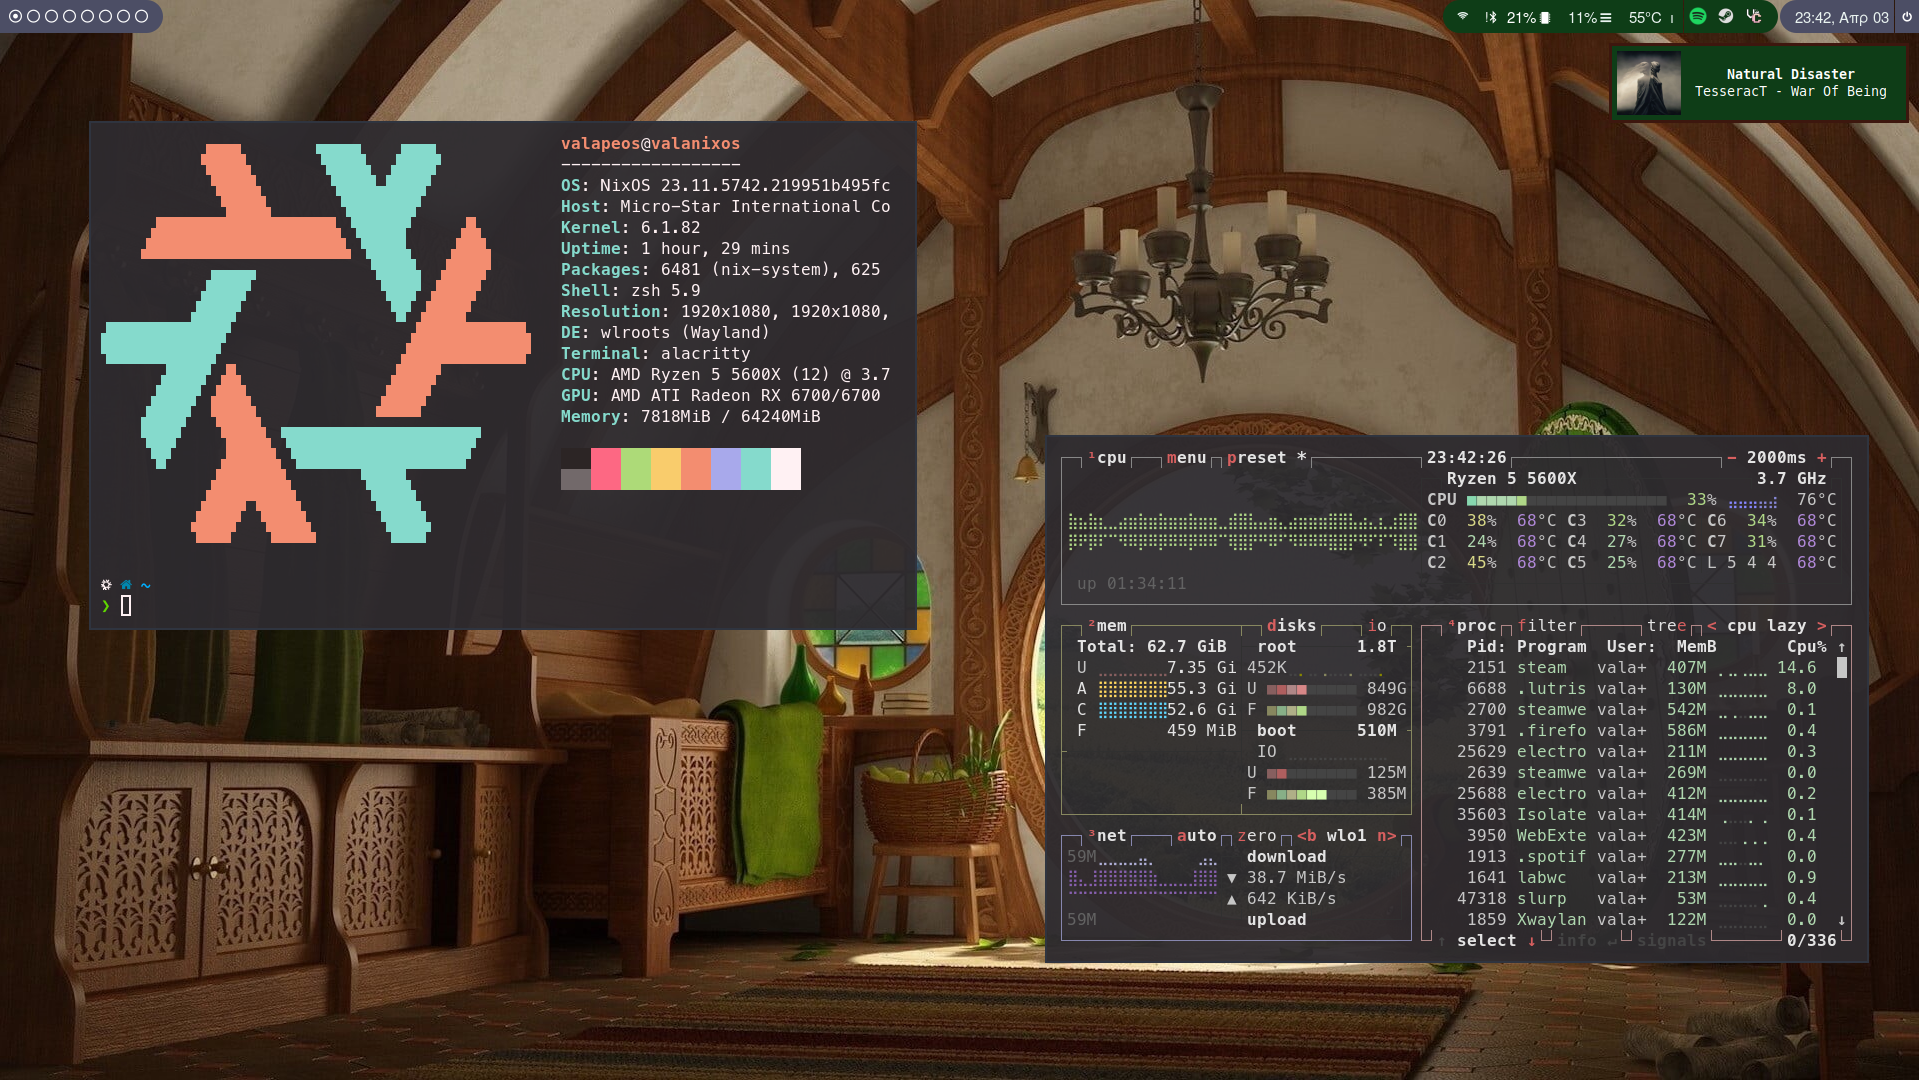 21% 11% 55°C 23:42, Απρ 03
Natural Disaster
TesseracT - War Of Being
valapeos@valanixos
------------------
OS: NixOS 23.11.5742.219951b495fc
Host: Micro-Star International Co
Kernel: 6.1.82
Uptime: 1 hour, 29 mins
Packages: 6481 (nix-system), 625
Shell: zsh 5.9
Resolution: 1920x1080, 1920x1080,
DE: wlroots (Wayland)
Terminal: alacritty
CPU: AMD Ryzen 5 5600X (12) @ 3.7
GPU: AMD ATI Radeon RX 6700/6700
Memory: 7818MiB / 64240MiB
~
❯
¹cpu menu preset * 23:42:26 - 2000ms +
Ryzen 5 5600X 3.7 GHz
CPU 33% 76°C
C0 38% 68°C C3 32% 68°C C6 34% 68°C
C1 24% 68°C C4 27% 68°C C7 31% 68°C
C2 45% 68°C C5 25% 68°C L 5 4 4 68°C
up 01:34:11
²mem disks io
Total: 62.7 GiB root 1.8T
U 7.35 Gi 452K
A 55.3 Gi U 849G
C 52.6 Gi F 982G
F 459 MiB boot 510M
IO
U 125M
F 385M
³net auto zero <b wlo1 n>
59M download
▼ 38.7 MiB/s
▲ 642 KiB/s
59M upload
⁴proc filter tree < cpu lazy >
Pid: Program User: MemB Cpu% ↑
2151 steam vala+ 407M 14.6
6688 .lutris vala+ 130M 8.0
2700 steamwe vala+ 542M 0.1
3791 .firefo vala+ 586M 0.4
25629 electro vala+ 211M 0.3
2639 steamwe vala+ 269M 0.0
25688 electro vala+ 412M 0.2
35603 Isolate vala+ 414M 0.1
3950 WebExte vala+ 423M 0.4
1913 .spotif vala+ 277M 0.0
1641 labwc vala+ 213M 0.9
47318 slurp vala+ 53M 0.4
1859 Xwaylan vala+ 122M 0.0 ↓
↑ select ↓ info ↵ signals 0/336